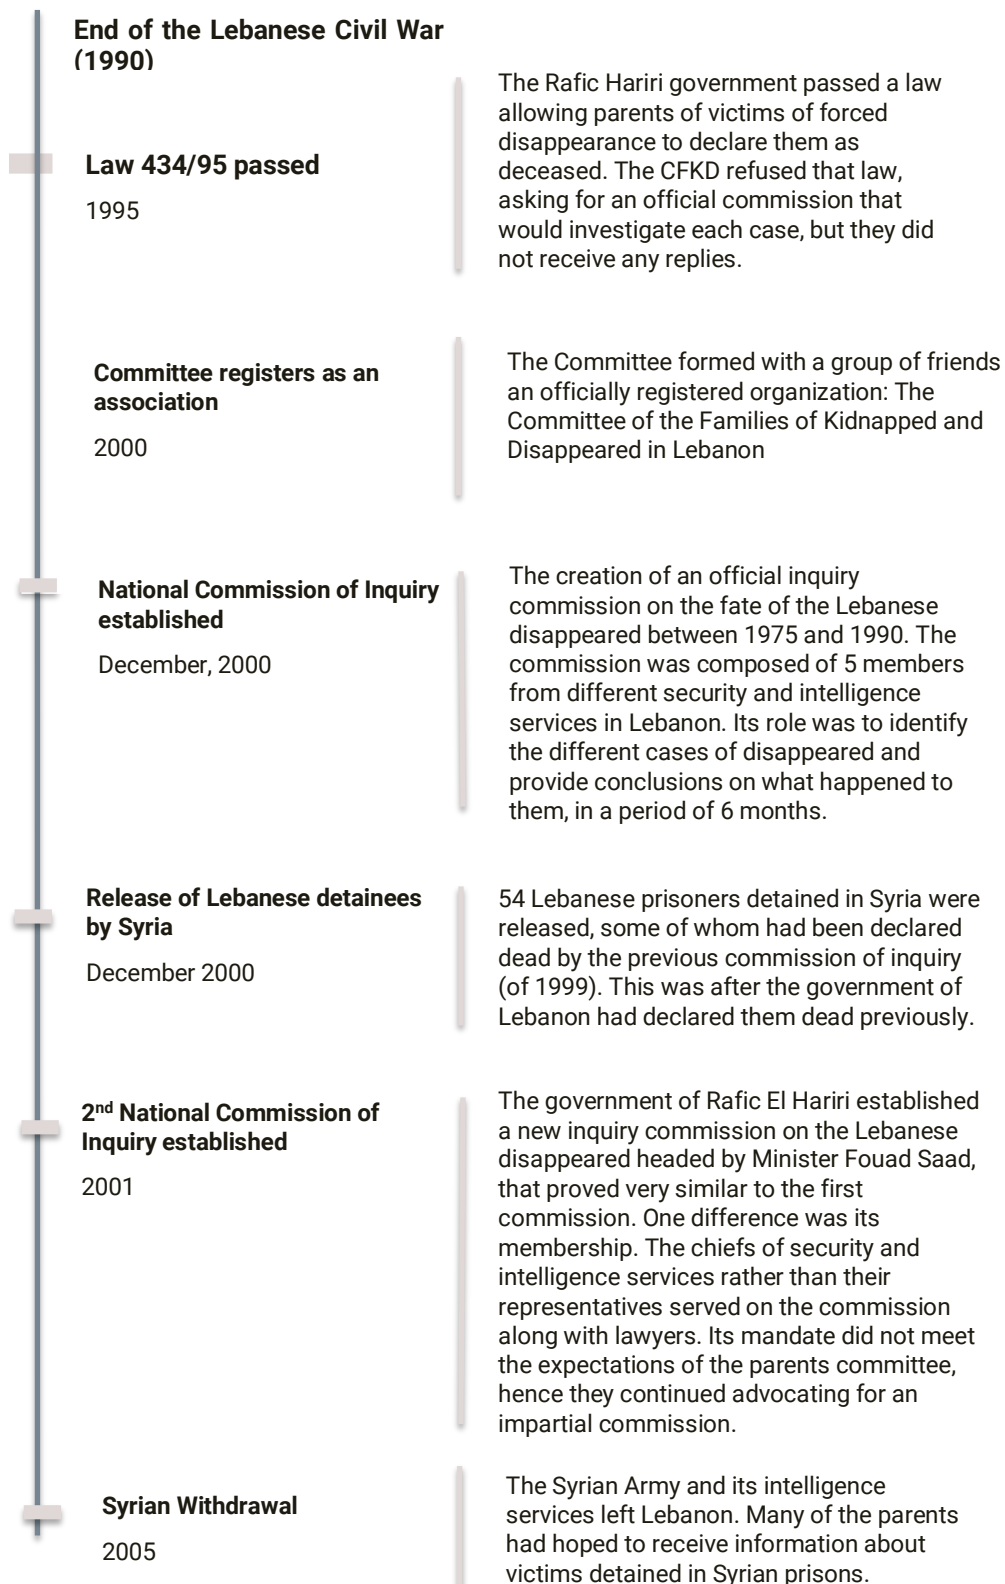 End of the Lebanese Civil War
(1990)
Law 434/95 passed
1995
The Rafic Hariri government passed a law
allowing parents of victims of forced
disappearance to declare them as
deceased. The CFKD refused that law,
asking for an official commission that
would investigate each case, but they did
not receive any replies.
Committee registers as an
association
2000
The Committee formed with a group of friends
an officially registered organization: The
Committee of the Families of Kidnapped and
Disappeared in Lebanon
National Commission of Inquiry
established
December, 2000
The creation of an official inquiry
commission on the fate of the Lebanese
disappeared between 1975 and 1990. The
commission was composed of 5 members
from different security and intelligence
services in Lebanon. Its role was to identify
the different cases of disappeared and
provide conclusions on what happened to
them, in a period of 6 months.
Release of Lebanese detainees
by Syria
December 2000
54 Lebanese prisoners detained in Syria were
released, some of whom had been declared
dead by the previous commission of inquiry
(of 1999). This was after the government of
Lebanon had declared them dead previously.
2nd National Commission of
Inquiry established
2001
The government of Rafic El Hariri established
a new inquiry commission on the Lebanese
disappeared headed by Minister Fouad Saad,
that proved very similar to the first
commission. One difference was its
membership. The chiefs of security and
intelligence services rather than their
representatives served on the commission
along with lawyers. Its mandate did not meet
the expectations of the parents committee,
hence they continued advocating for an
impartial commission.
Syrian Withdrawal
2005
The Syrian Army and its intelligence
services left Lebanon. Many of the parents
had hoped to receive information about
victims detained in Syrian prisons.